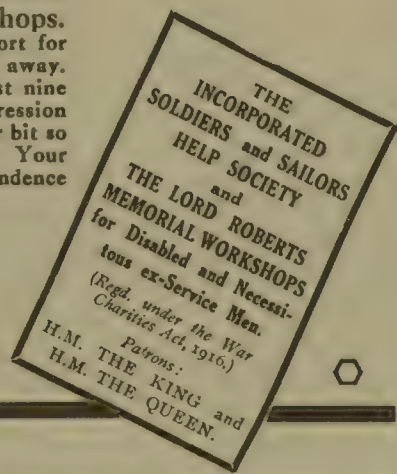 hops.
ort for
away.
st nine
ression
r bit so
Your
ndence
THE
INCORPORATED
SOLDIERS and SAILORS
HELP SOCIETY
and
THE LORD ROBERTS
MEMORIAL WORKSHOPS
for Disabled and Necessi-
tous ex-Service Men.
(Regd. under the War
Charities Act, 1916.)
Patrons:
H.M. THE KING and
H.M. THE QUEEN.